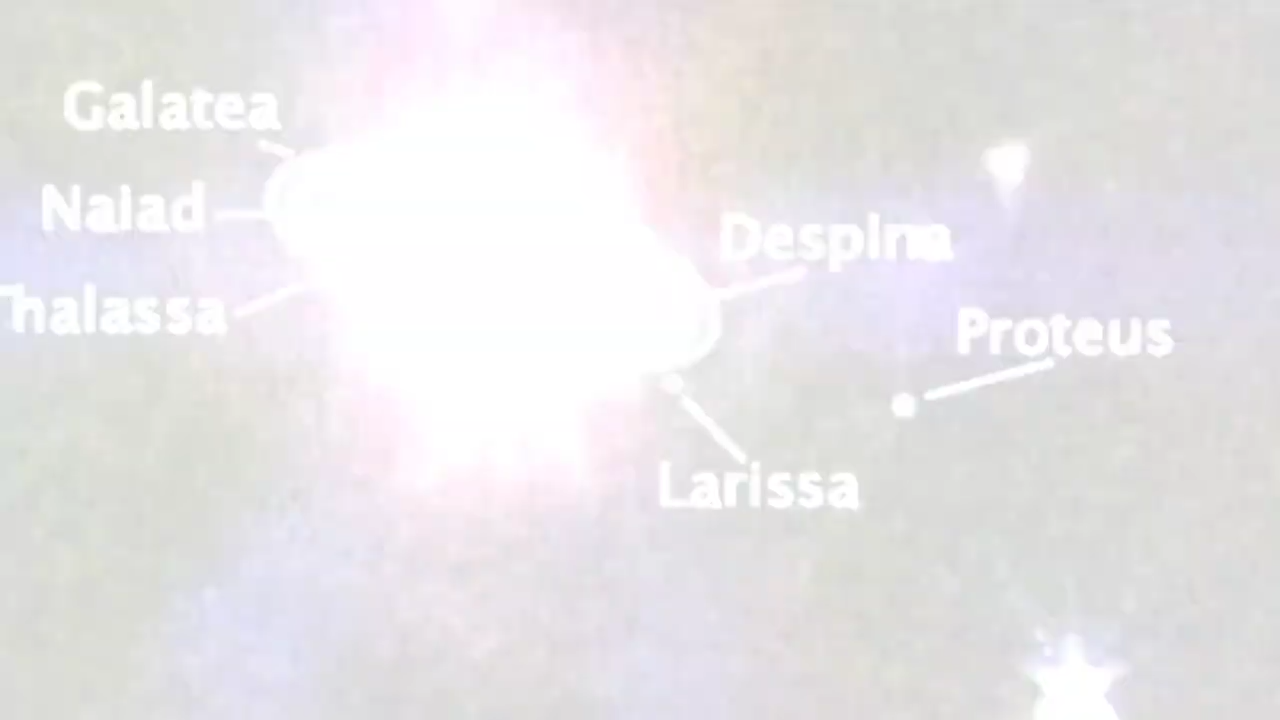 Galatea
Naiad
Despina
Thalassa
Proteus
Larissa